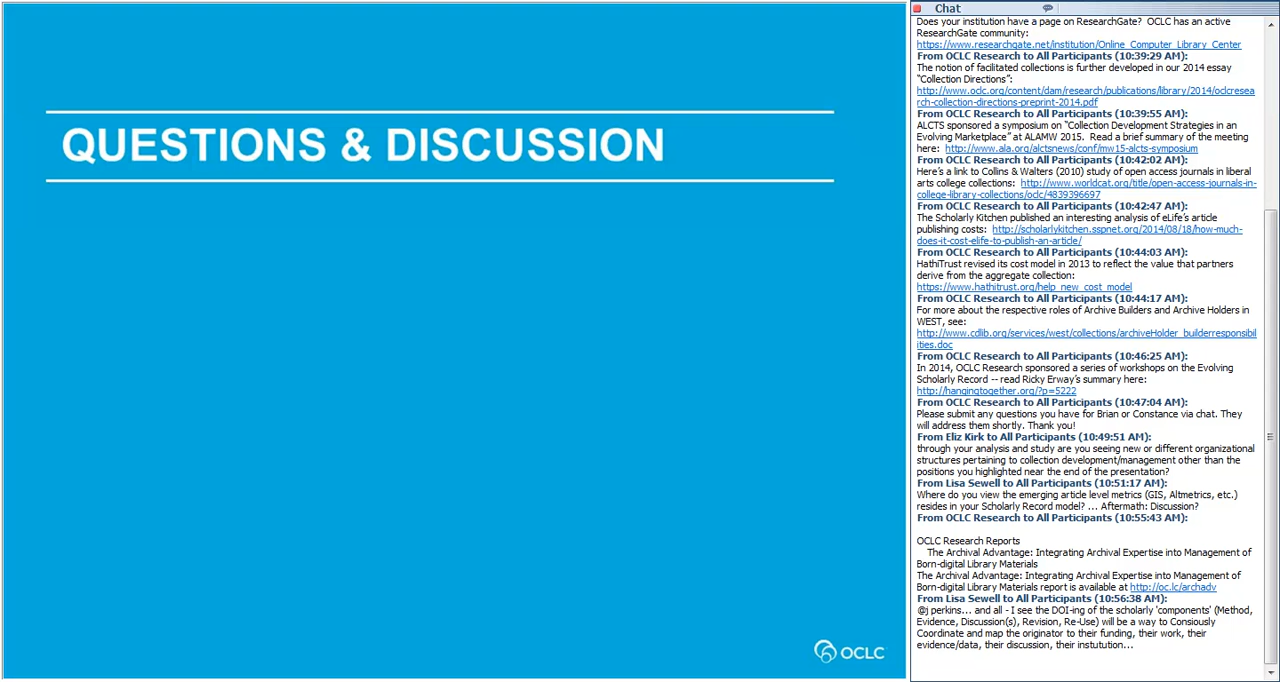 QUESTIONS & DISCUSSION
OCLC
Chat
Does your institution have a page on ResearchGate? OCLC has an active
ResearchGate community:
https://www.researchgate.net/institution/Online_Computer_Library_Center
From OCLC Research to All Participants (10:39:29 AM):
The notion of facilitated collections is further developed in our 2014 essay
“Collection Directions”:
http://www.oclc.org/content/dam/research/publications/library/2014/oclcresea
rch-collection-directions-preprint-2014.pdf
From OCLC Research to All Participants (10:39:55 AM):
ALCTS sponsored a symposium on “Collection Development Strategies in an
Evolving Marketplace” at ALAMW 2015. Read a brief summary of the meeting
here: http://www.ala.org/alctsnews/conf/mw15-alcts-symposium
From OCLC Research to All Participants (10:42:02 AM):
Here’s a link to Collins & Walters (2010) study of open access journals in liberal
arts college collections: http://www.worldcat.org/title/open-access-journals-in-
college-library-collections/oclc/4839396697
From OCLC Research to All Participants (10:42:47 AM):
The Scholarly Kitchen published an interesting analysis of eLife’s article
publishing costs: http://scholarlykitchen.sspnet.org/2014/08/18/how-much-
does-it-cost-elife-to-publish-an-article/
From OCLC Research to All Participants (10:44:03 AM):
HathiTrust revised its cost model in 2013 to reflect the value that partners
derive from the aggregate collection:
https://www.hathitrust.org/help_new_cost_model
From OCLC Research to All Participants (10:44:17 AM):
For more about the respective roles of Archive Builders and Archive Holders in
WEST, see:
http://www.cdlib.org/services/west/collections/archiveHolder_builderresponsibil
ities.doc
From OCLC Research to All Participants (10:46:25 AM):
In 2014, OCLC Research sponsored a series of workshops on the Evolving
Scholarly Record -- read Ricky Erway’s summary here:
http://hangingtogether.org/?p=5222
From OCLC Research to All Participants (10:47:04 AM):
Please submit any questions you have for Brian or Constance via chat. They
will address them shortly. Thank you!
From Eliz Kirk to All Participants (10:49:51 AM):
through your analysis and study are you seeing new or different organizational
structures pertaining to collection development/management other than the
positions you highlighted near the end of the presentation?
From Lisa Sewell to All Participants (10:51:17 AM):
Where do you view the emerging article level metrics (GIS, Altmetrics, etc.)
resides in your Scholarly Record model? ... Aftermath: Discussion?
From OCLC Research to All Participants (10:55:43 AM):
OCLC Research Reports
The Archival Advantage: Integrating Archival Expertise into Management of
Born-digital Library Materials
The Archival Advantage: Integrating Archival Expertise into Management of
Born-digital Library Materials report is available at http://oc.lc/archadv
From Lisa Sewell to All Participants (10:56:38 AM):
@j perkins... and all - I see the DOI-ing of the scholarly 'components' (Method,
Evidence, Discussion(s), Revision, Re-Use) will be a way to Consiously
Coordinate and map the originator to their funding, their work, their
evidence/data, their discussion, their instutution...